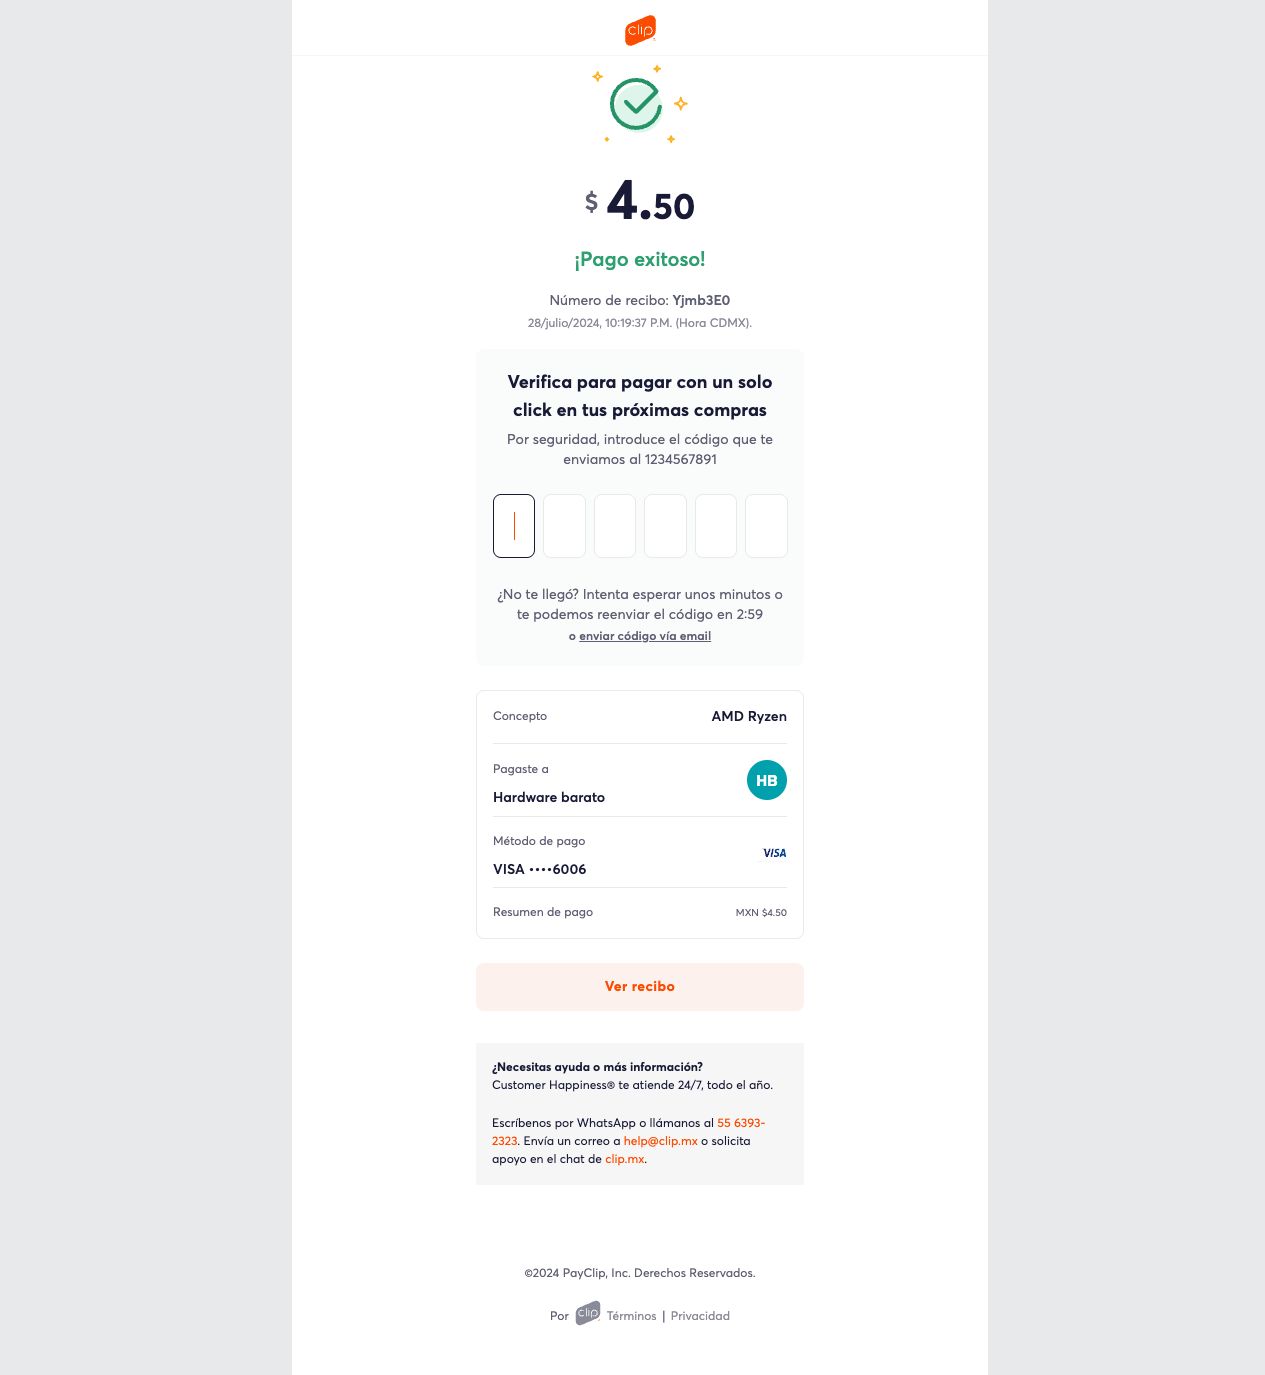 clip
$ 4.50
¡Pago exitoso!
Número de recibo: Yjmb3E0
28/julio/2024, 10:19:37 P.M. (Hora CDMX).
Verifica para pagar con un solo
click en tus próximas compras
Por seguridad, introduce el código que te
enviamos al 1234567891
¿No te llegó? Intenta esperar unos minutos o
te podemos reenviar el código en 2:59
o enviar código vía email
Concepto AMD Ryzen
Pagaste a
HB
Hardware barato
Método de pago
VISA
VISA ••••6006
Resumen de pago MXN $4.50
Ver recibo
¿Necesitas ayuda o más información?
Customer Happiness® te atiende 24/7, todo el año.
Escríbenos por WhatsApp o llámanos al 55 6393-
2323. Envía un correo a help@clip.mx o solicita
apoyo en el chat de clip.mx.
©2024 PayClip, Inc. Derechos Reservados.
Por clip Términos | Privacidad